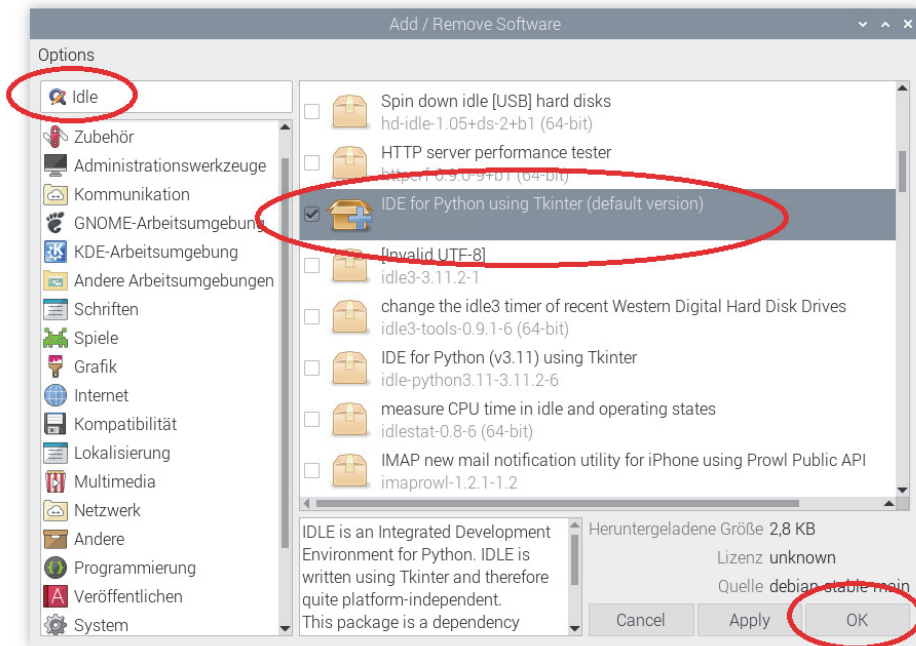 Add / Remove Software
Options
Idle
Zubehör
Administrationswerkzeuge
Kommunikation
GNOME-Arbeitsumgebung
KDE-Arbeitsumgebung
Andere Arbeitsumgebungen
Schriften
Spiele
Grafik
Internet
Kompatibilität
Lokalisierung
Multimedia
Netzwerk
Andere
Programmierung
Veröffentlichen
System
Spin down idle [USB] hard disks
hd-idle-1.05+ds-2+b1 (64-bit)
HTTP server performance tester
httperf-0.9.0-9+b1 (64-bit)
IDE for Python using Tkinter (default version)
[Invalid UTF-8]
idle3-3.11.2-1
change the idle3 timer of recent Western Digital Hard Disk Drives
idle3-tools-0.9.1-6 (64-bit)
IDE for Python (v3.11) using Tkinter
idle-python3.11-3.11.2-6
measure CPU time in idle and operating states
idlestat-0.8-6 (64-bit)
IMAP new mail notification utility for iPhone using Prowl Public API
imaprowl-1.2.1-1.2
IDLE is an Integrated Development
Environment for Python. IDLE is
written using Tkinter and therefore
quite platform-independent.
This package is a dependency
Heruntergeladene Größe 2,8 KB
Lizenz unknown
Quelle debian-stable-main
Cancel
Apply
OK